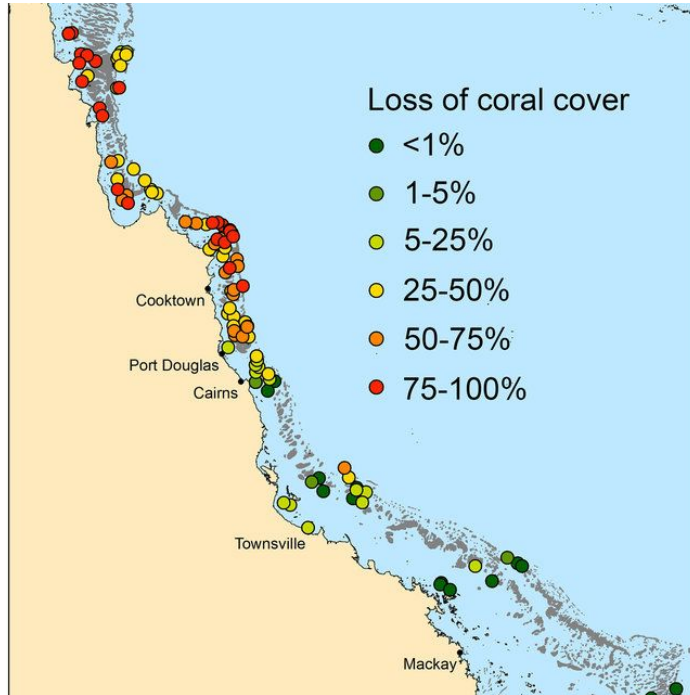 Loss of coral cover
<1%
1-5%
5-25%
25-50%
50-75%
75-100%
Cooktown
Port Douglas
Cairns
Townsville
Mackay